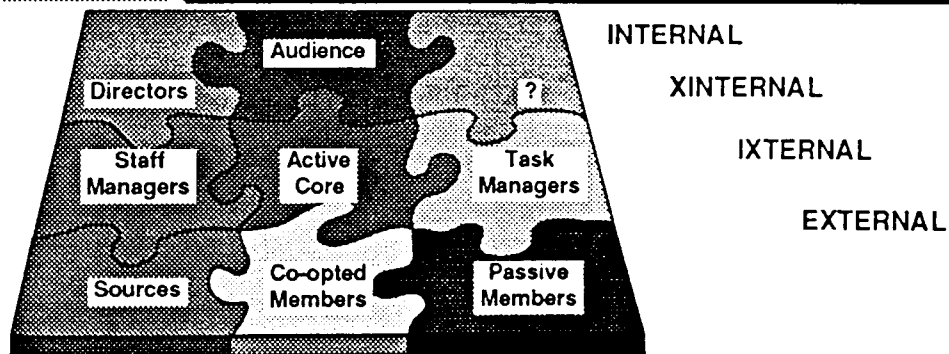 Audience
INTERNAL
Directors
?
XINTERNAL
Staff
Managers
Active
Core
Task
Managers
IXTERNAL
EXTERNAL
Sources
Co-opted
Members
Passive
Members